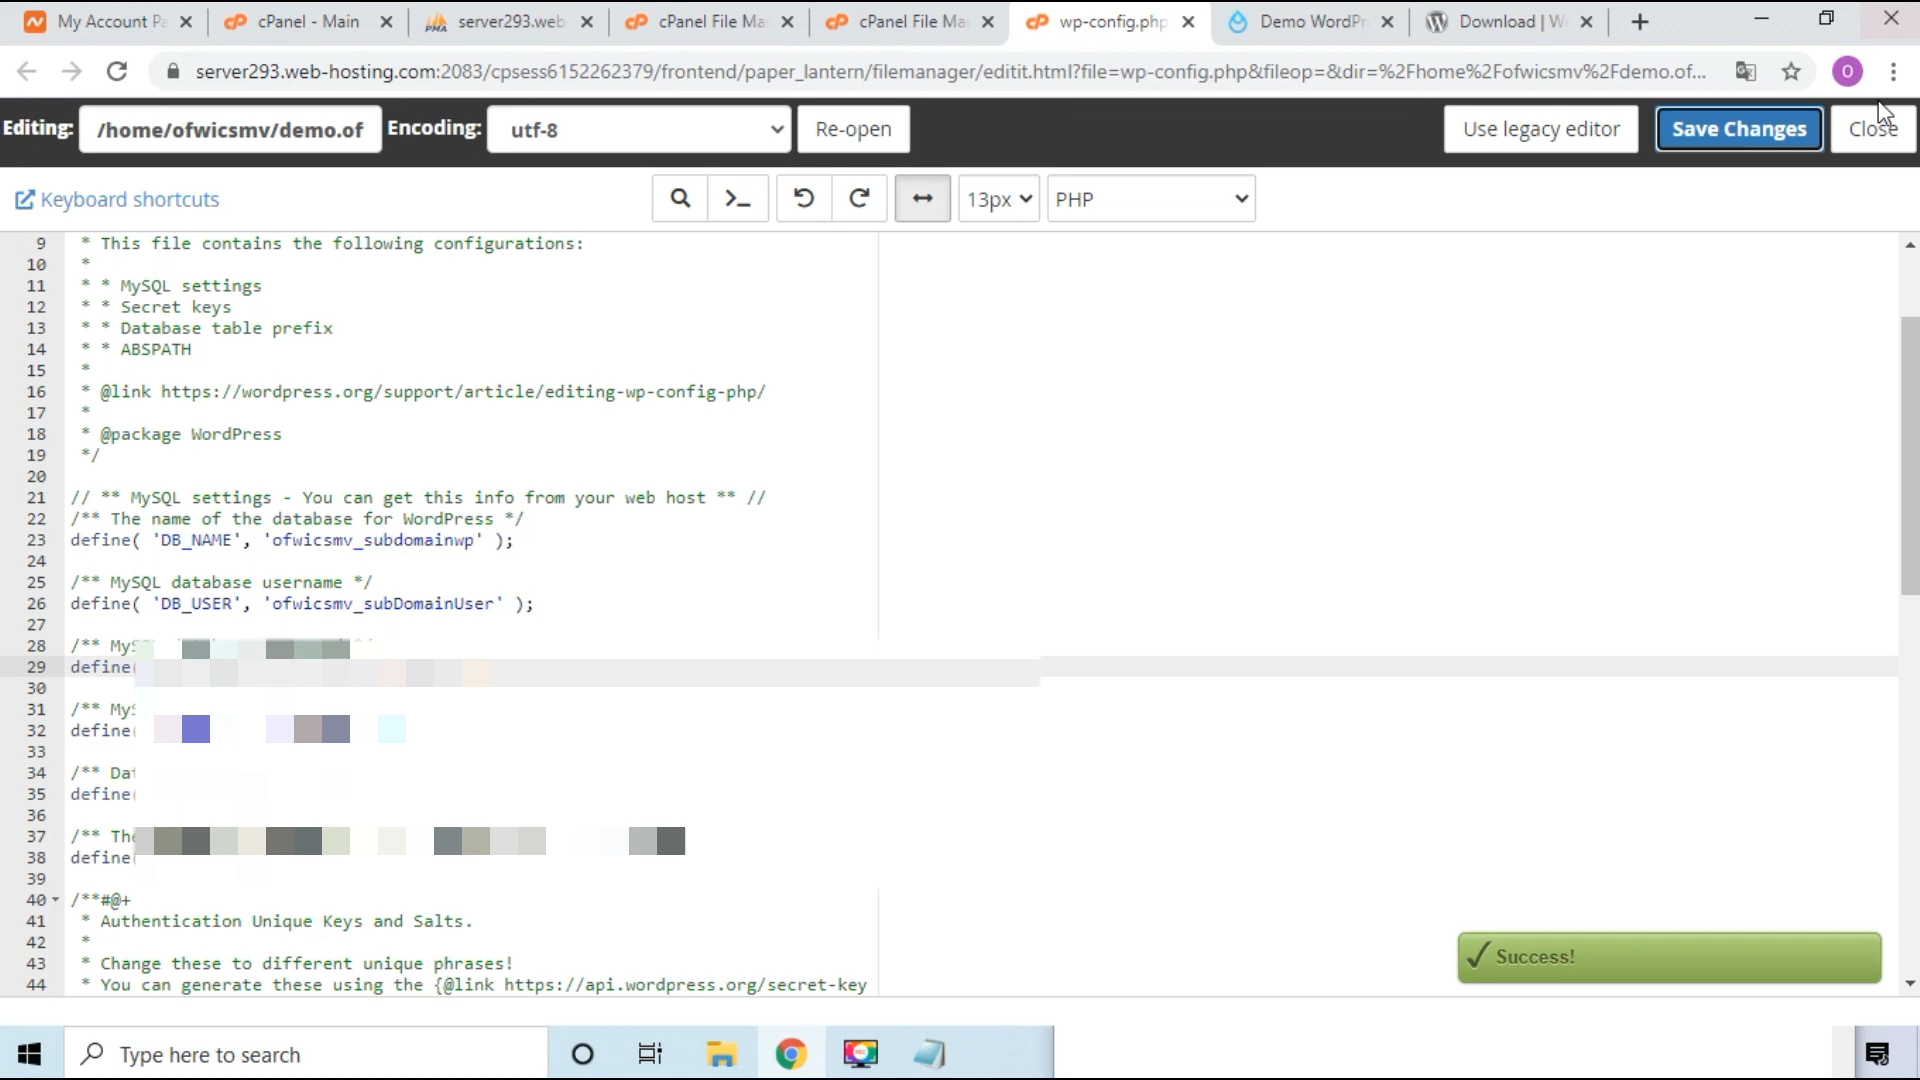 My Account Pa
cPanel - Main
server293.web-
cPanel File Ma
cPanel File Ma
wp-config.php
Demo WordPr
Download | W
server293.web-hosting.com:2083/cpsess6152262379/frontend/paper_lantern/filemanager/editit.html?file=wp-config.php&fileop=&dir=%2Fhome%2Fofwicsmv%2Fdemo.of...
O
Editing: /home/ofwicsmv/demo.of Encoding: utf-8 Re-open Use legacy editor Save Changes Close
Keyboard shortcuts 13px PHP
9 * This file contains the following configurations:
10 *
11 * * MySQL settings
12 * * Secret keys
13 * * Database table prefix
14 * * ABSPATH
15 *
16 * @link https://wordpress.org/support/article/editing-wp-config-php/
17 *
18 * @package WordPress
19 */
20
21 // ** MySQL settings - You can get this info from your web host ** //
22 /** The name of the database for WordPress */
23 define( 'DB_NAME', 'ofwicsmv_subdomainwp' );
24
25 /** MySQL database username */
26 define( 'DB_USER', 'ofwicsmv_subDomainUser' );
27
28 /** MyS
29 define(
30
31 /** MyS
32 define(
33
34 /** Dat
35 define(
36
37 /** The
38 define(
39
40 /**#@+
41 * Authentication Unique Keys and Salts.
42 *
43 * Change these to different unique phrases!
44 * You can generate these using the {@link https://api.wordpress.org/secret-key
Success!
Type here to search